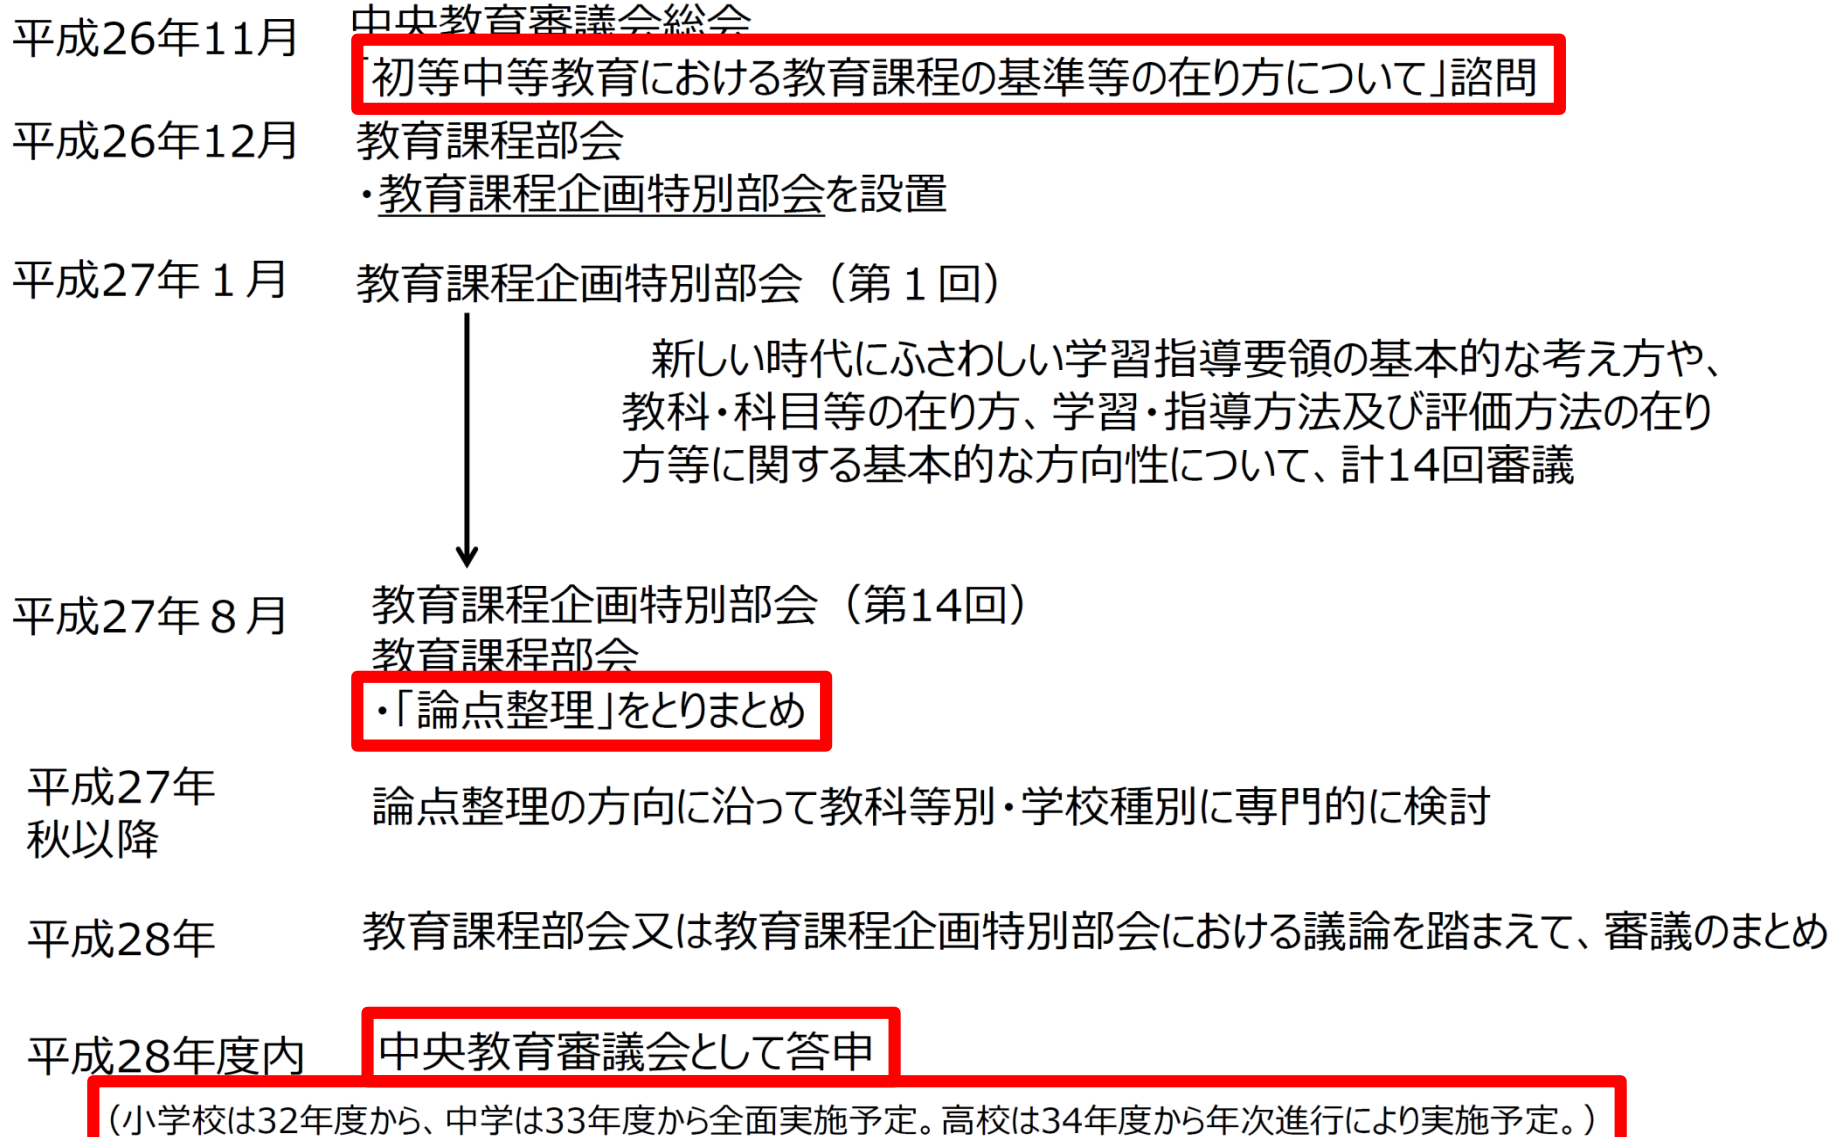 平成26年11月
中央教育審議会総会
「初等中等教育における教育課程の基準等の在り方について」諮問
平成26年12月
教育課程部会
・教育課程企画特別部会を設置
平成27年1月
教育課程企画特別部会（第1回）
新しい時代にふさわしい学習指導要領の基本的な考え方や、
教科・科目等の在り方、学習・指導方法及び評価方法の在り
方等に関する基本的な方向性について、計14回審議
平成27年8月
教育課程企画特別部会（第14回）
教育課程部会
・「論点整理」をとりまとめ
平成27年
秋以降
論点整理の方向に沿って教科等別・学校種別に専門的に検討
平成28年
教育課程部会又は教育課程企画特別部会における議論を踏まえて、審議のまとめ
平成28年度内
中央教育審議会として答申
（小学校は32年度から、中学は33年度から全面実施予定。高校は34年度から年次進行により実施予定。）